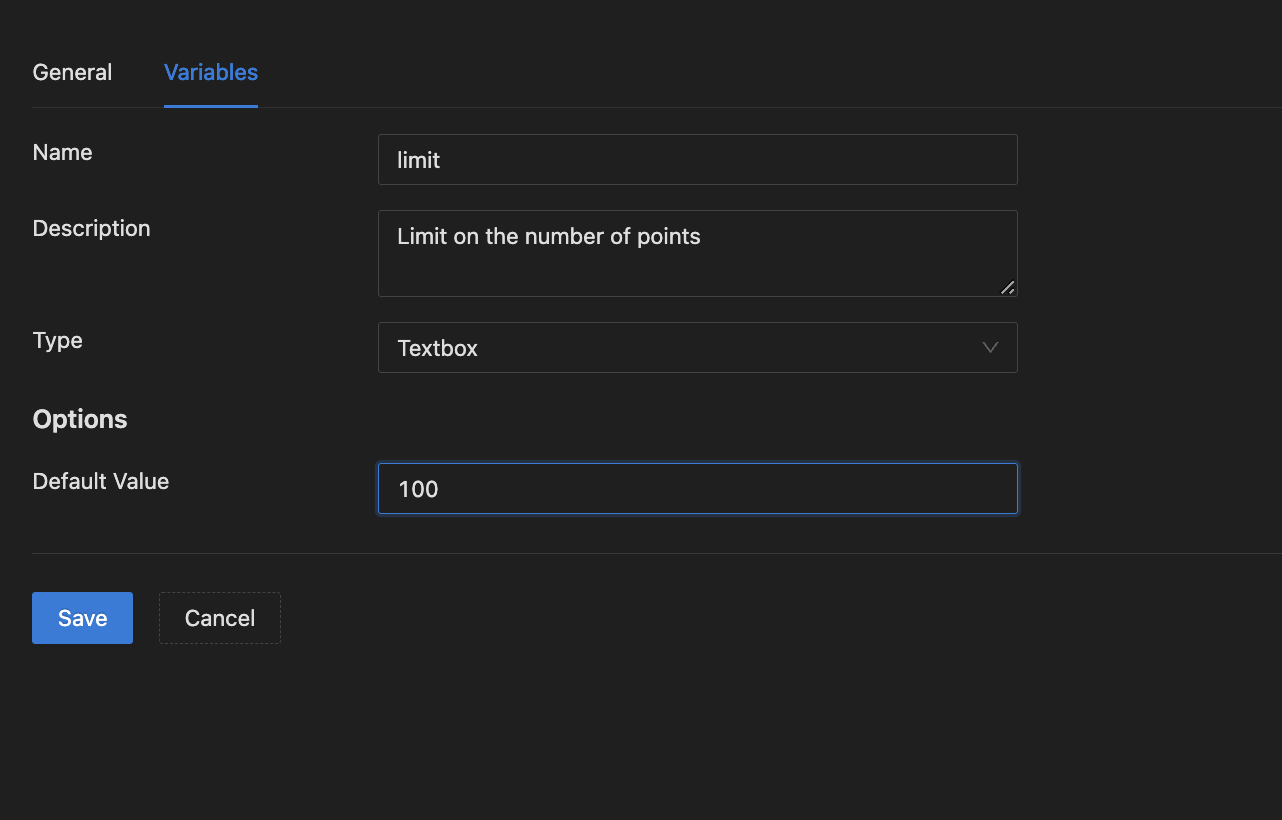 General Variables
Name limit
Description Limit on the number of points
Type Textbox
Options
Default Value 100
Save Cancel